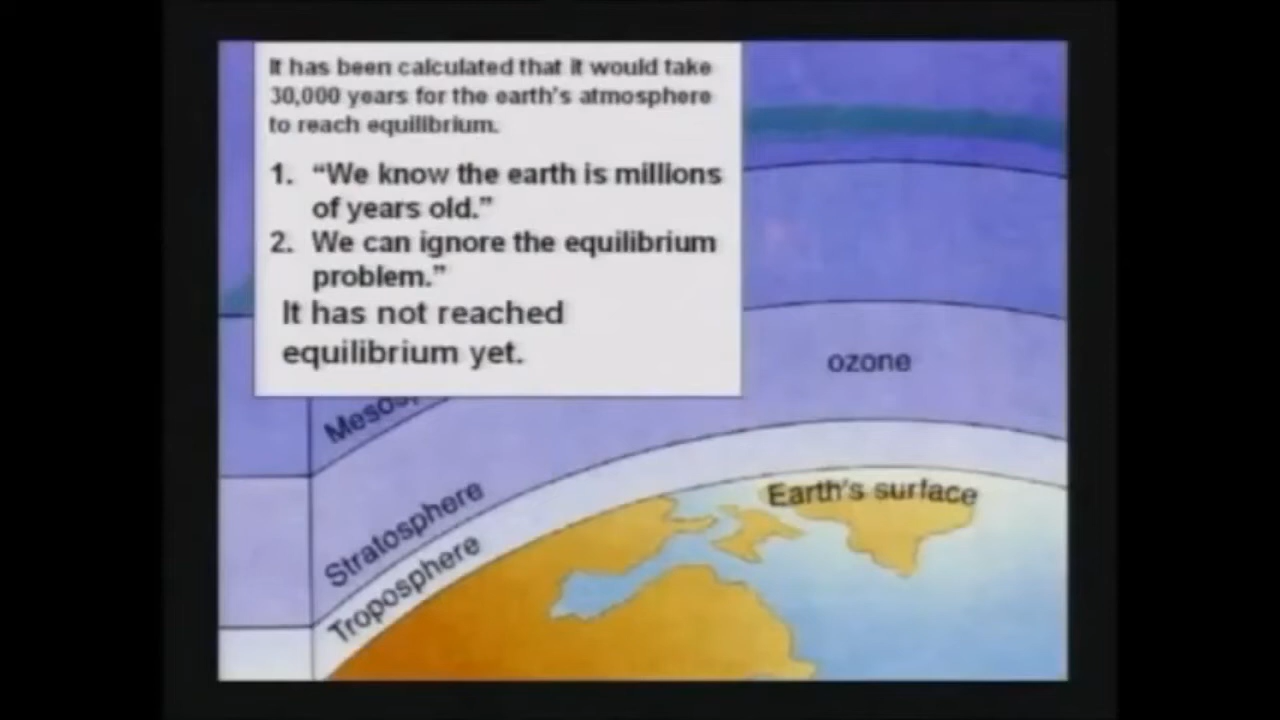 It has been calculated that it would take
30,000 years for the earth's atmosphere
to reach equilibrium.
1. “We know the earth is millions
of years old.”
2. We can ignore the equilibrium
problem.”
It has not reached
equilibrium yet.
ozone
Mesosp
Earth's surface
Stratosphere
Troposphere